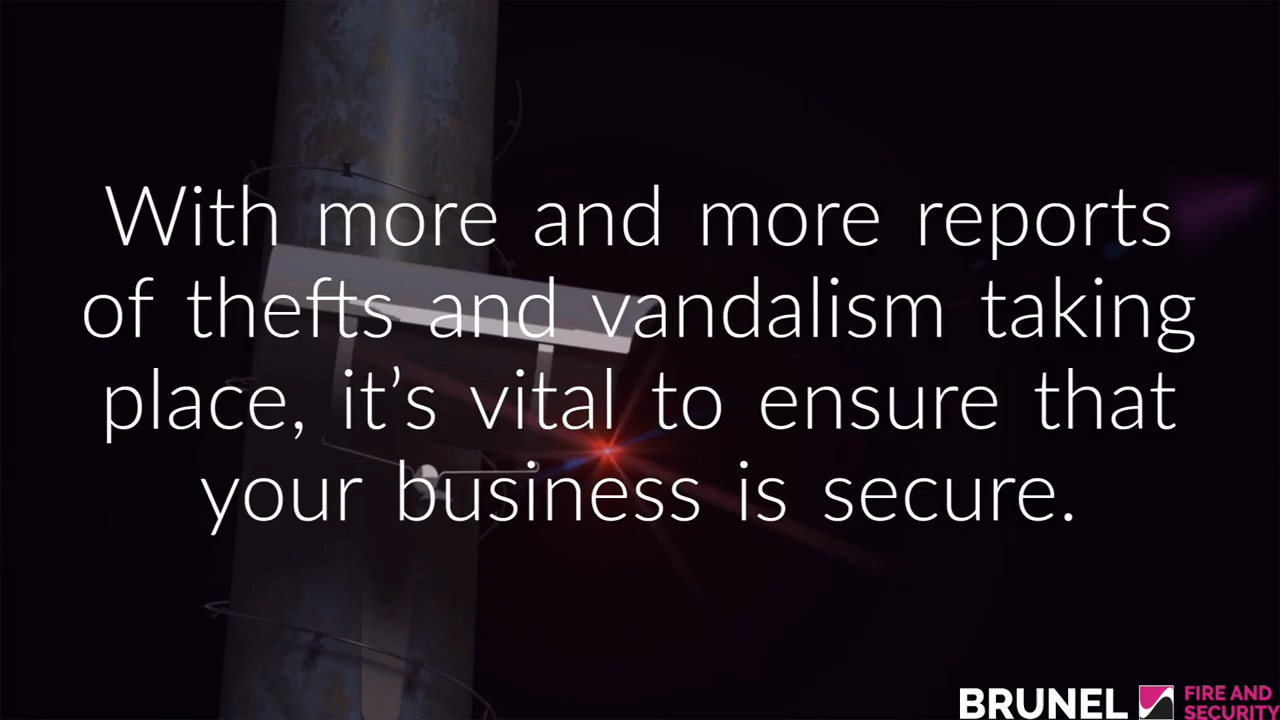 With more and more reports
of thefts and vandalism taking
place, it’s vital to ensure that
your business is secure.
BRUNEL FIRE AND
SECURITY